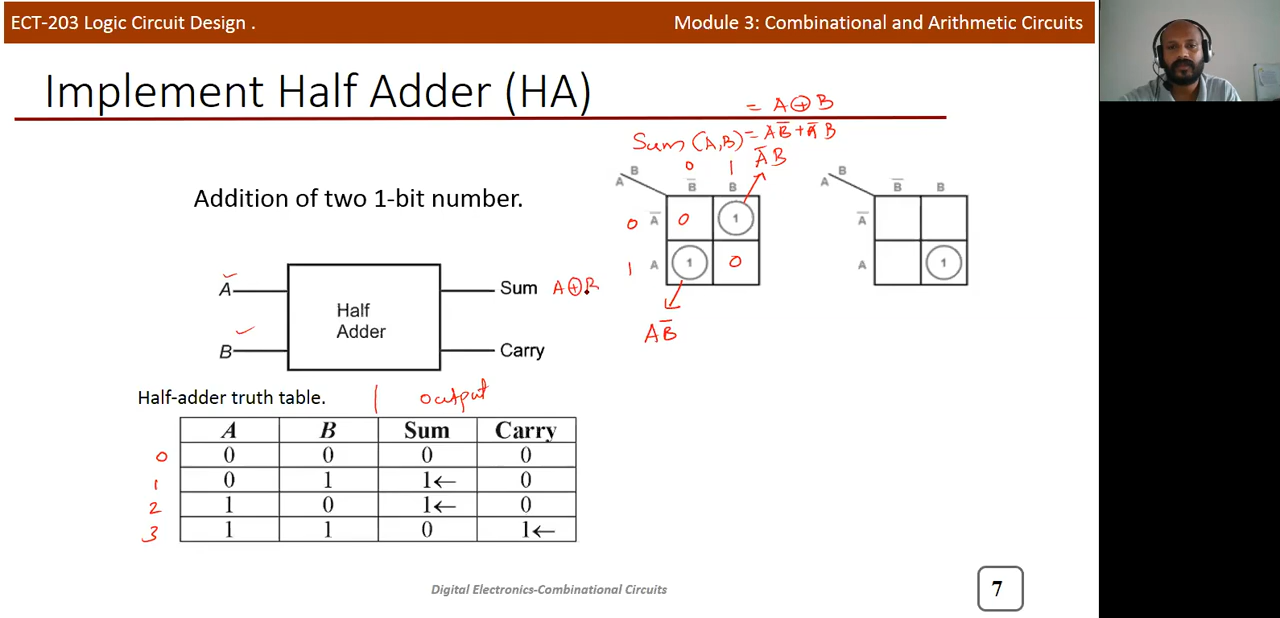 ECT-203 Logic Circuit Design .
Module 3: Combinational and Arithmetic Circuits
Implement Half Adder (HA)
= A ⊕ B
Sum (A,B) = AB̅ + A̅B
A̅B
Addition of two 1-bit number.
B
A
0 1
B̅ B
0 A̅ 0 1
1 A 1 0
AB̅
B
A
B̅ B
A̅
A 1
A
B
Half
Adder
Sum A⊕B
Carry
Half-adder truth table.
| output
A B Sum Carry
0 0 0 0 0
1 0 1 1← 0
2 1 0 1← 0
3 1 1 0 1←
Digital Electronics-Combinational Circuits
7